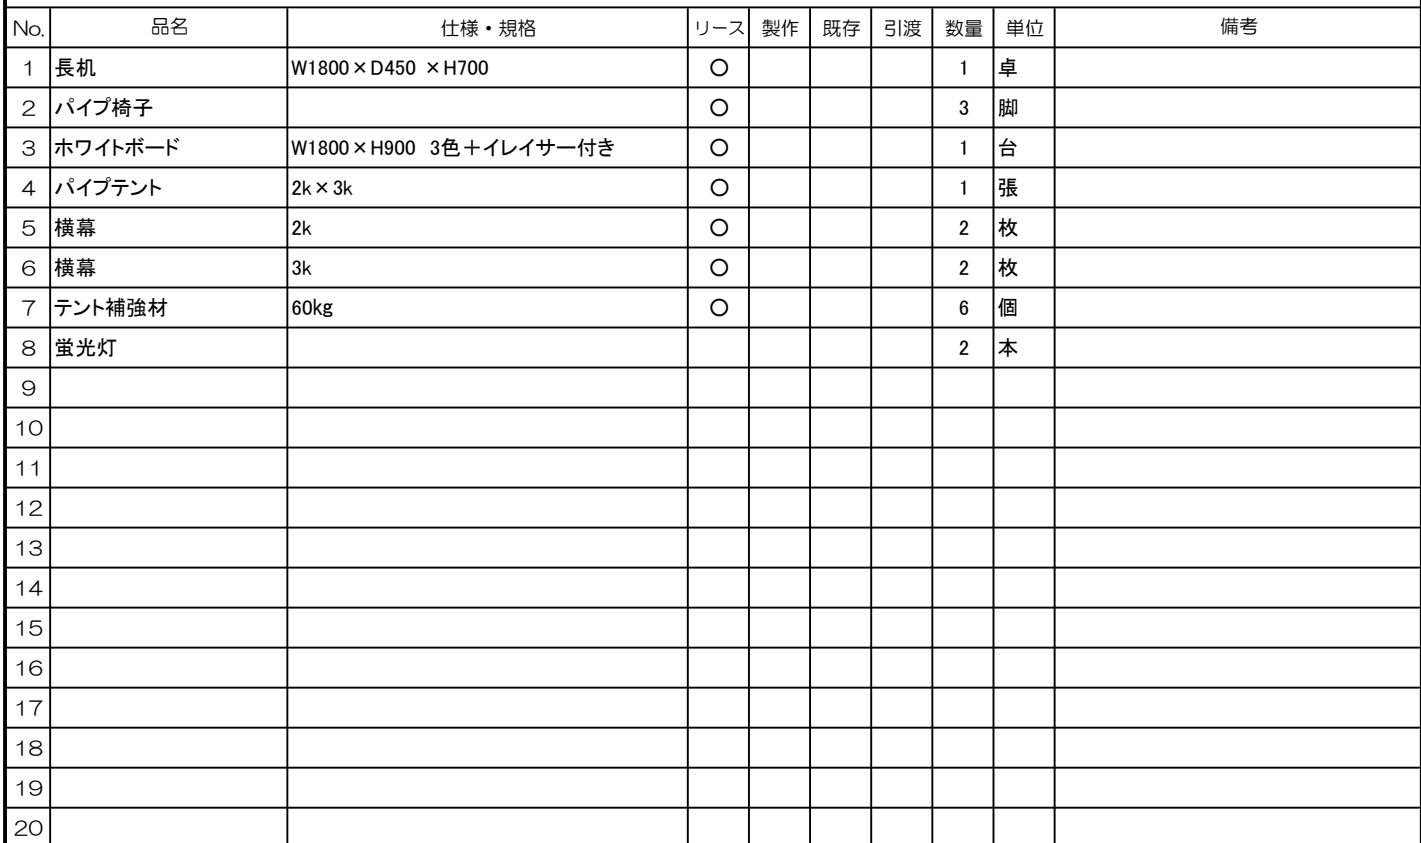 No. 品名 仕様・規格 リース 製作 既存 引渡 数量 単位 備考
1 長机 W1800×D450 ×H700 〇 1 卓
2 パイプ椅子 〇 3 脚
3 ホワイトボード W1800×H900 3色＋イレイサー付き 〇 1 台
4 パイプテント 2k×3k 〇 1 張
5 横幕 2k 〇 2 枚
6 横幕 3k 〇 2 枚
7 テント補強材 60kg 〇 6 個
8 蛍光灯 2 本
9
10
11
12
13
14
15
16
17
18
19
20